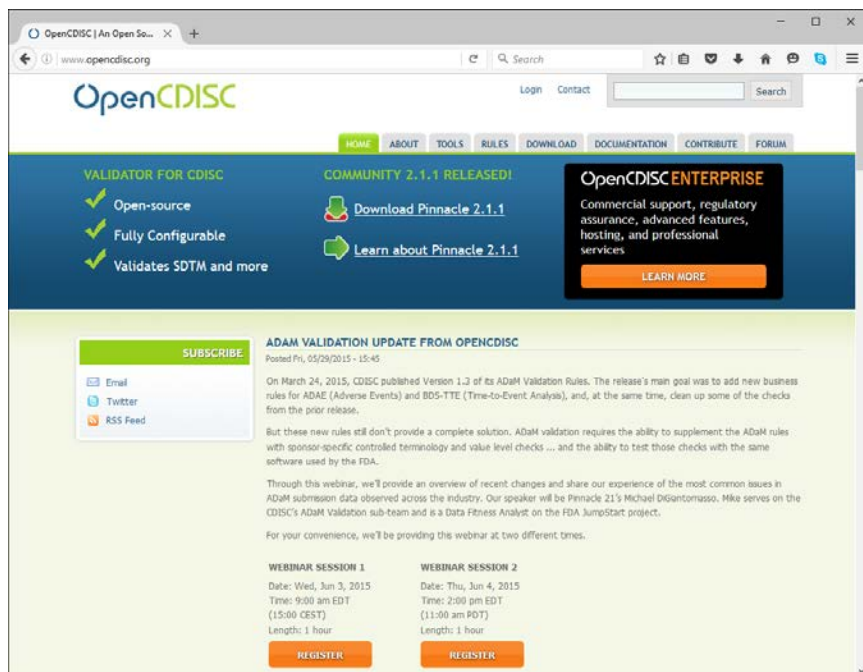 OpenCDISC | An Open So...
www.opencdisc.org
Search
OpenCDISC
Login Contact
Search
HOME ABOUT TOOLS RULES DOWNLOAD DOCUMENTATION CONTRIBUTE FORUM
VALIDATOR FOR CDISC
Open-source
Fully Configurable
Validates SDTM and more
COMMUNITY 2.1.1 RELEASED!
Download Pinnacle 2.1.1
Learn about Pinnacle 2.1.1
OpenCDISC ENTERPRISE
Commercial support, regulatory
assurance, advanced features,
hosting, and professional
services
LEARN MORE
SUBSCRIBE
Email
Twitter
RSS Feed
ADAM VALIDATION UPDATE FROM OPENCDISC
Posted Fri, 05/29/2015 - 15:45
On March 24, 2015, CDISC published Version 1.3 of its ADaM Validation Rules. The release's main goal was to add new business
rules for ADAE (Adverse Events) and BDS-TTE (Time-to-Event Analysis), and, at the same time, clean up some of the checks
from the prior release.
But these new rules still don't provide a complete solution. ADaM validation requires the ability to supplement the ADaM rules
with sponsor-specific controlled terminology and value level checks ... and the ability to test those checks with the same
software used by the FDA.
Through this webinar, we'll provide an overview of recent changes and share our experience of the most common issues in
ADaM submission data observed across the industry. Our speaker will be Pinnacle 21's Michael DiGiantomasso. Mike serves on the
CDISC's ADaM Validation sub-team and is a Data Fitness Analyst on the FDA JumpStart project.
For your convenience, we'll be providing this webinar at two different times.
WEBINAR SESSION 1
Date: Wed, Jun 3, 2015
Time: 9:00 am EDT
(15:00 CEST)
Length: 1 hour
REGISTER
WEBINAR SESSION 2
Date: Thu, Jun 4, 2015
Time: 2:00 pm EDT
(11:00 am PDT)
Length: 1 hour
REGISTER